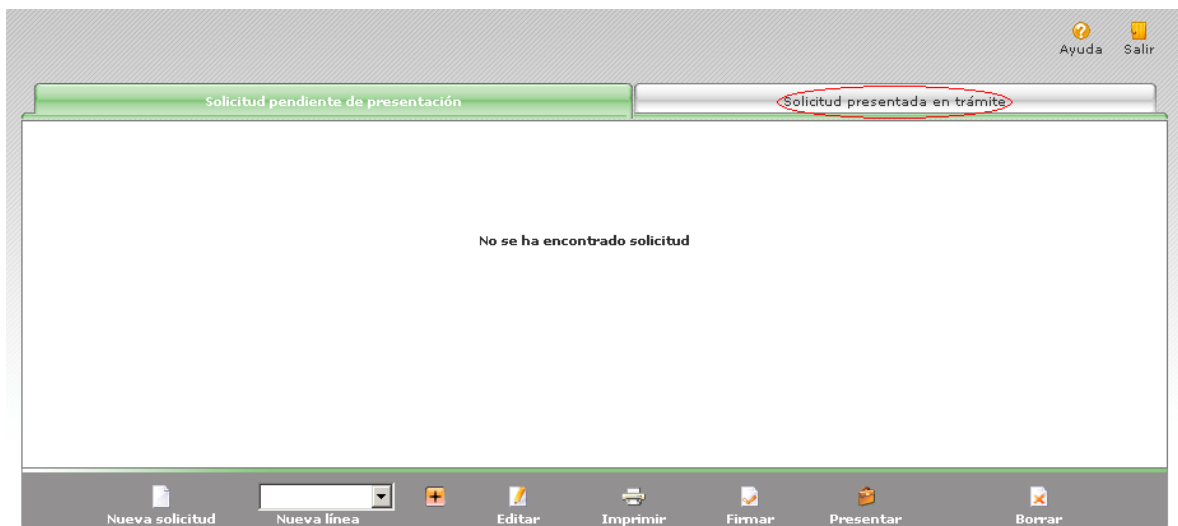 Ayuda Salir
Solicitud pendiente de presentación Solicitud presentada en trámite
No se ha encontrado solicitud
Nueva solicitud Nueva línea Editar Imprimir Firmar Presentar Borrar